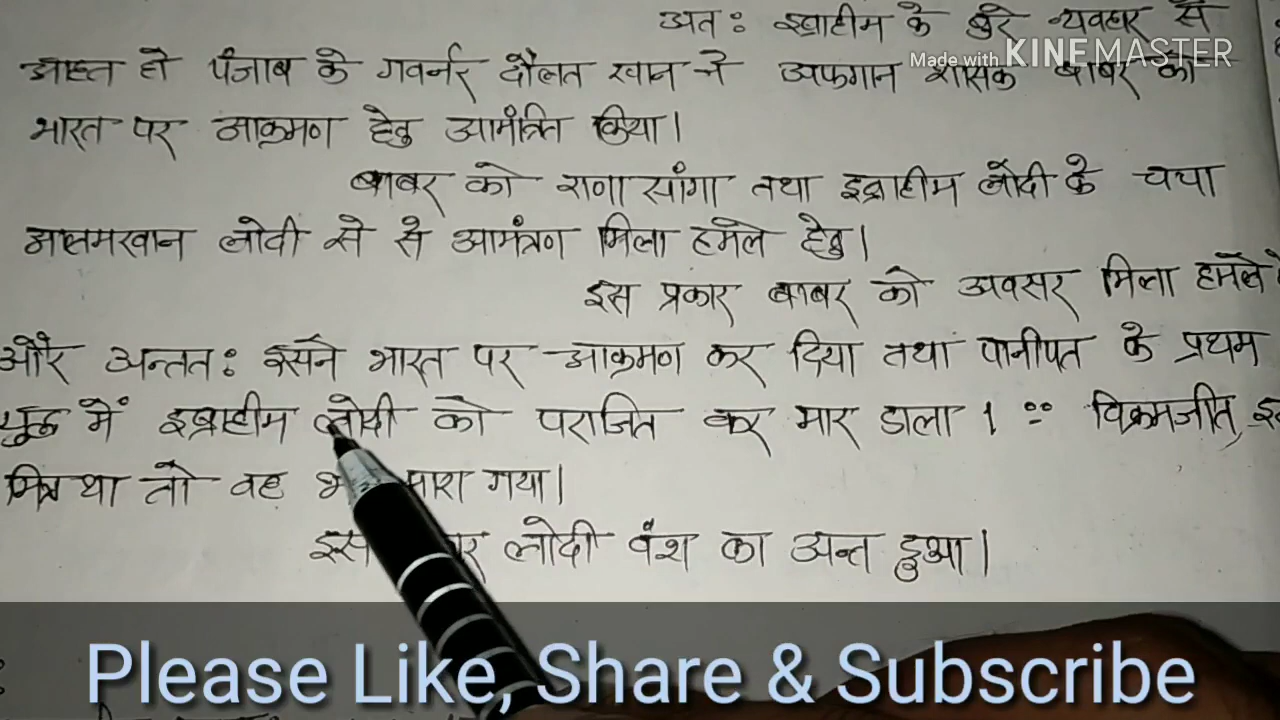 अत: इब्राहीम के बुरे व्यवहार से
Made with KINEMASTER
आहत हो पंजाब के गवर्नर दौलत खान ने अफगान शासक बाबर को
भारत पर आक्रमण हेतु आमंत्रित किया।
बाबर को राणा सांगा तथा इब्राहीम लोदी के चचा
आलमखान लोदी से से आमंत्रण मिला हमले हेतु।
इस प्रकार बाबर को अवसर मिला हमले
और अन्तत: इसने भारत पर आक्रमण कर दिया तथा पानीपत के प्रथम
युद्ध में इब्राहीम लोदी को पराजित कर मार डाला । विक्रमजीत,
मित्र था तो वह मारा गया।
इस लोदी वंश का अन्त हुआ।
Please Like, Share & Subscribe